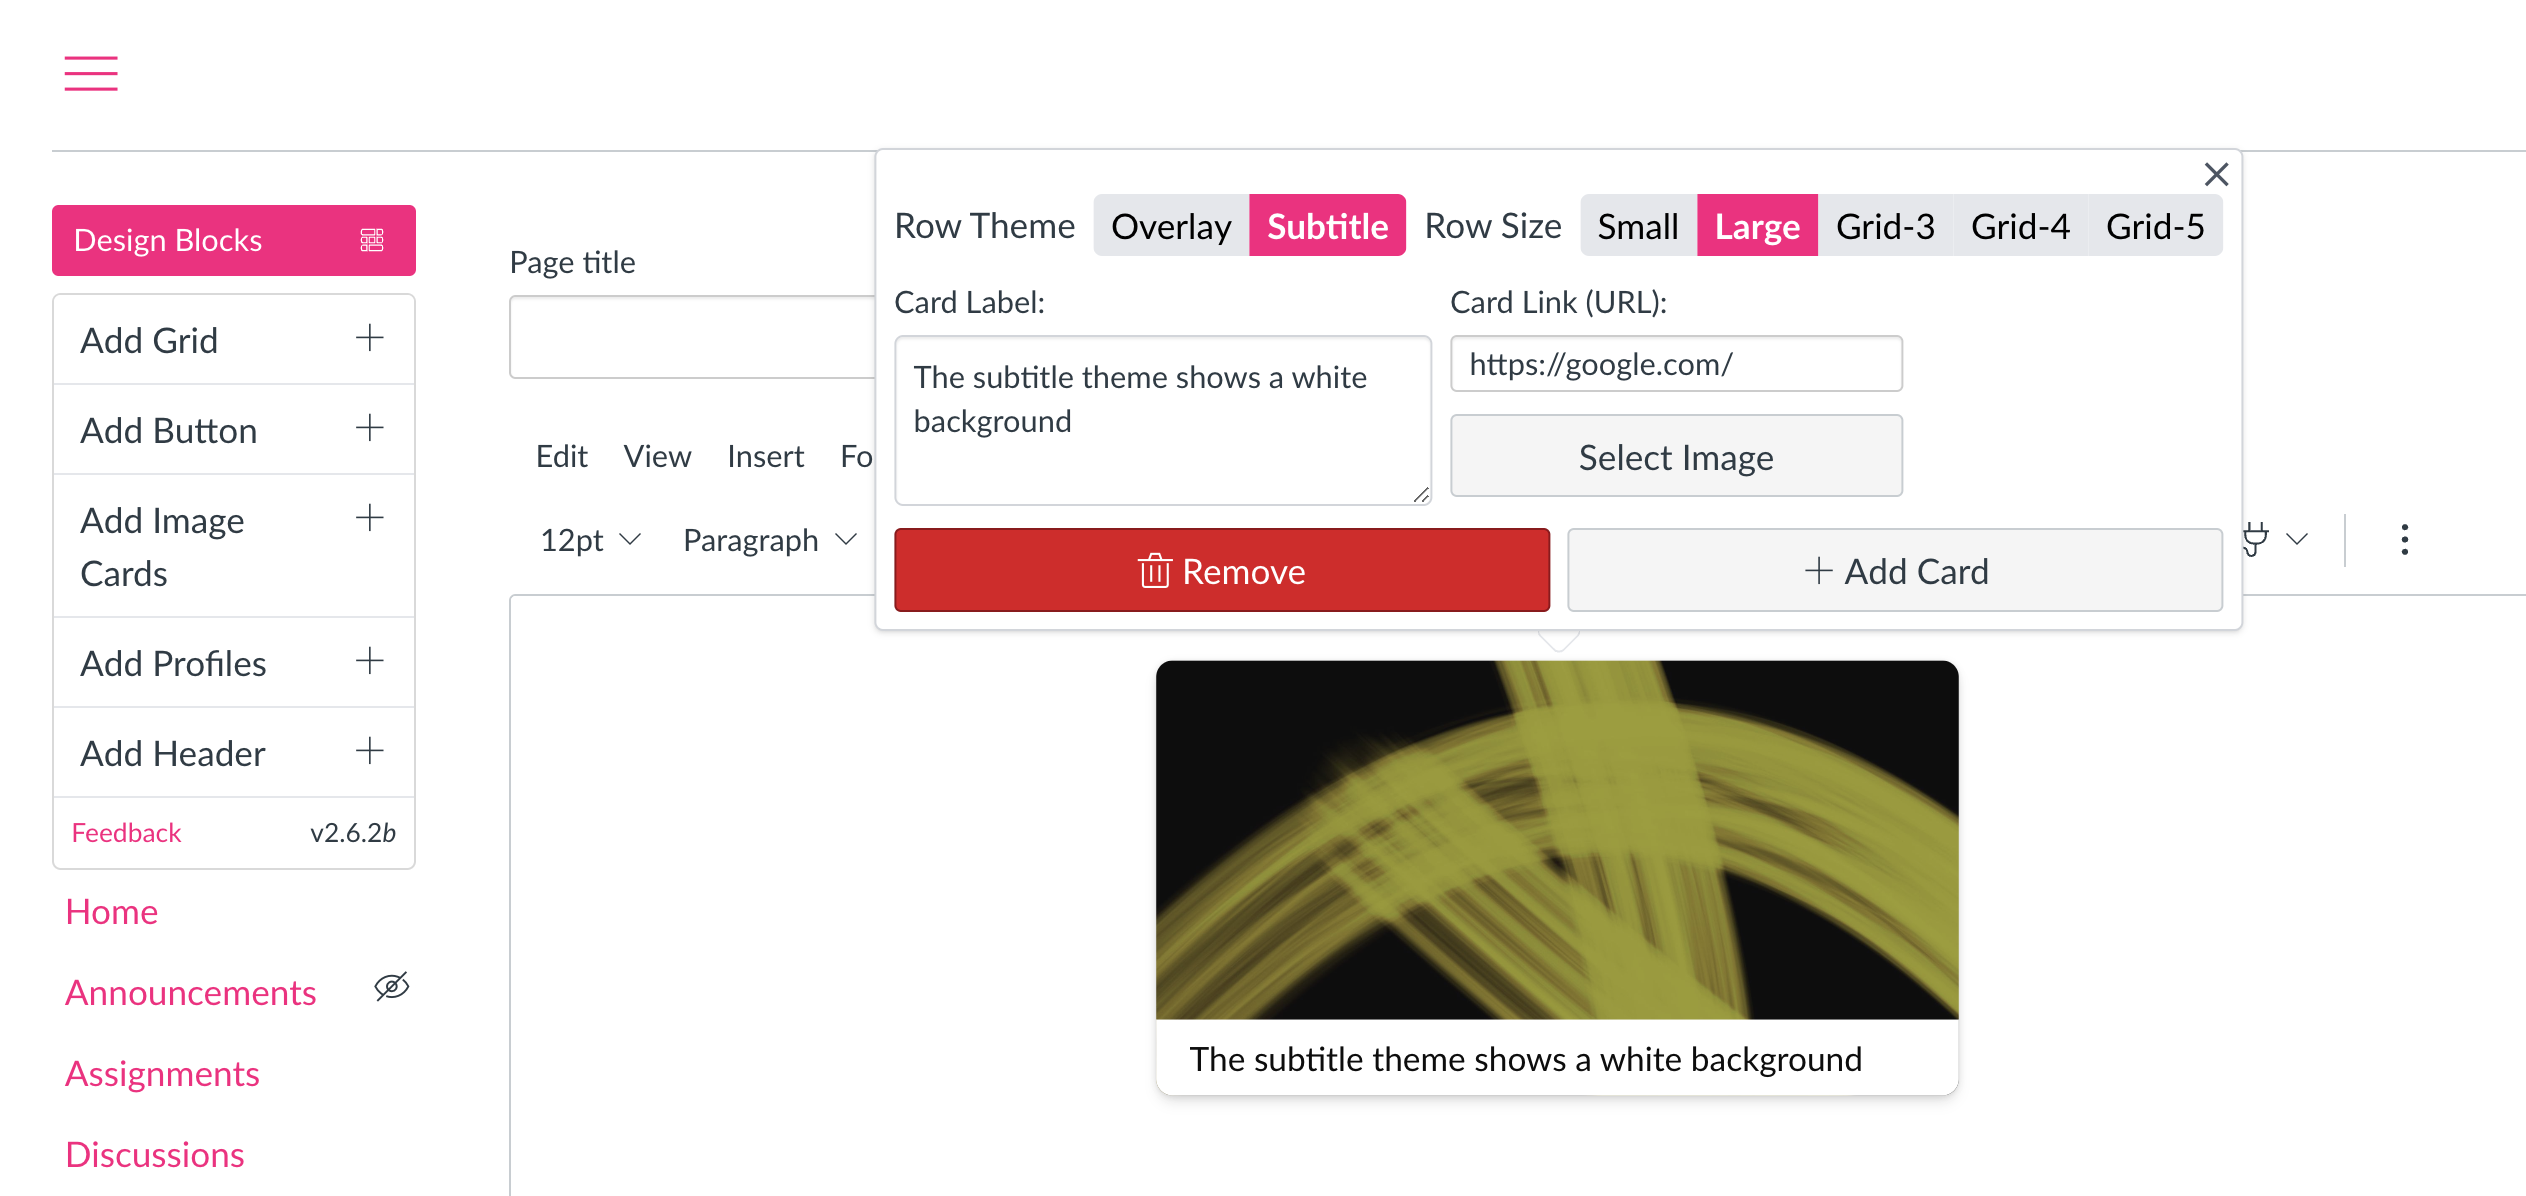 Design Blocks
Add Grid
Add Button
Add Image
Cards
Add Profiles
Add Header
Feedback v2.6.2b
Home
Announcements
Assignments
Discussions
Page title
Edit View Insert Fo
12pt Paragraph
Row Theme Overlay Subtitle Row Size Small Large Grid-3 Grid-4 Grid-5
Card Label: Card Link (URL):
The subtitle theme shows a white
background
https://google.com/
Select Image
Remove Add Card
The subtitle theme shows a white background